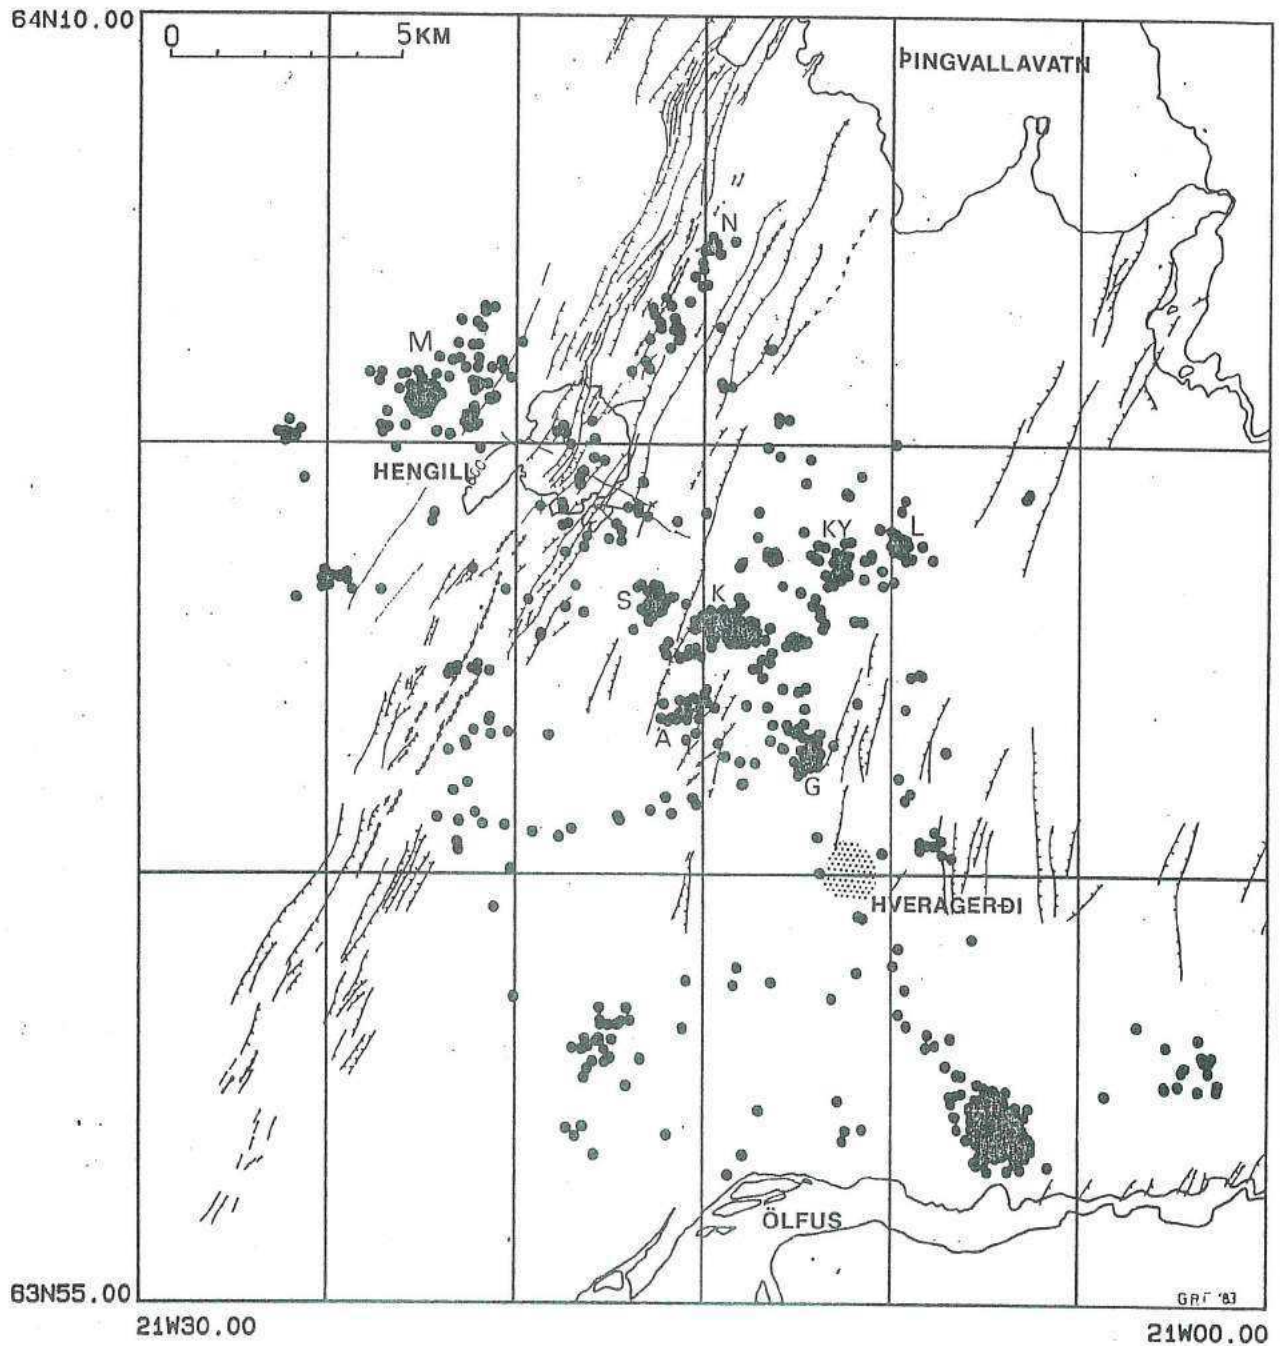 64N10.00
0 5KM
ÞINGVALLAVATN
N
M
HENGILL
KY
L
S
K
A
G
HVERAGERÐI
ÖLFUS
63N55.00
21W30.00
21W00.00